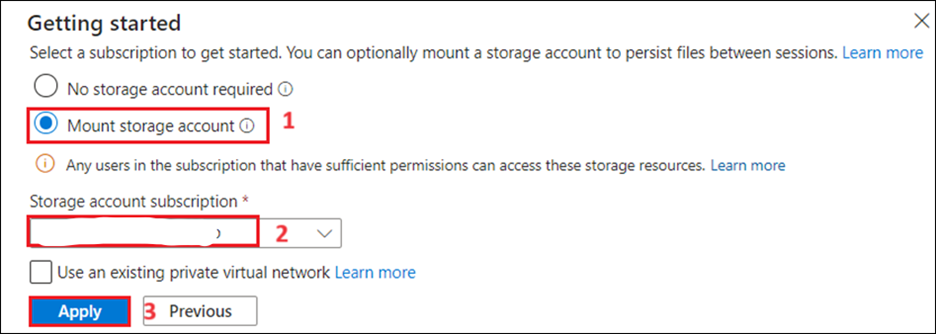 Getting started
Select a subscription to get started. You can optionally mount a storage account to persist files between sessions. Learn more
No storage account required
Mount storage account 1
Any users in the subscription that have sufficient permissions can access these storage resources. Learn more
Storage account subscription *
2
Use an existing private virtual network Learn more
Apply 3 Previous